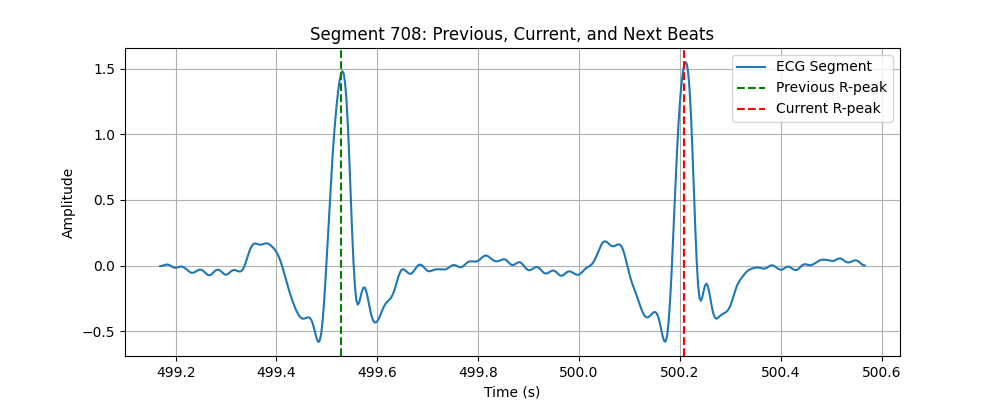 Segment 708: Previous, Current, and Next Beats
ECG Segment
Previous R-peak
Current R-peak
Amplitude
1.5
1.0
0.5
0.0
−0.5
499.2 499.4 499.6 499.8 500.0 500.2 500.4 500.6
Time (s)